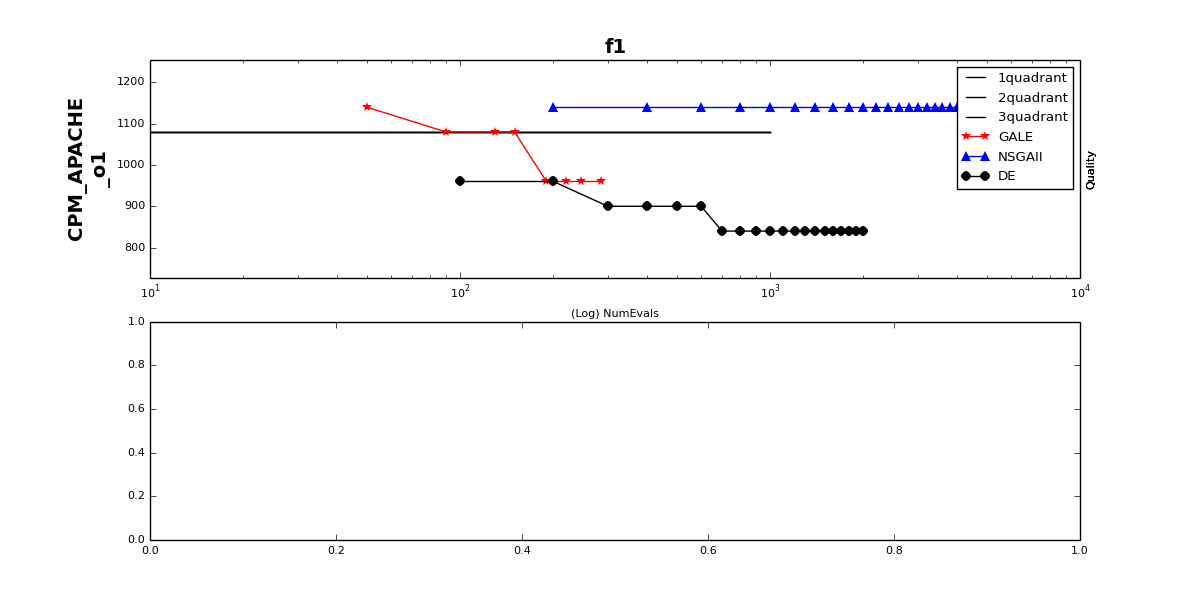 f1
CPM_APACHE
_o1
1200
1100
1000
900
800
10^1
10^2
10^3
10^4
(Log) NumEvals
Quality
1quadrant
2quadrant
3quadrant
GALE
NSGAII
DE
1.0
0.8
0.6
0.4
0.2
0.0
0.0
0.2
0.4
0.6
0.8
1.0